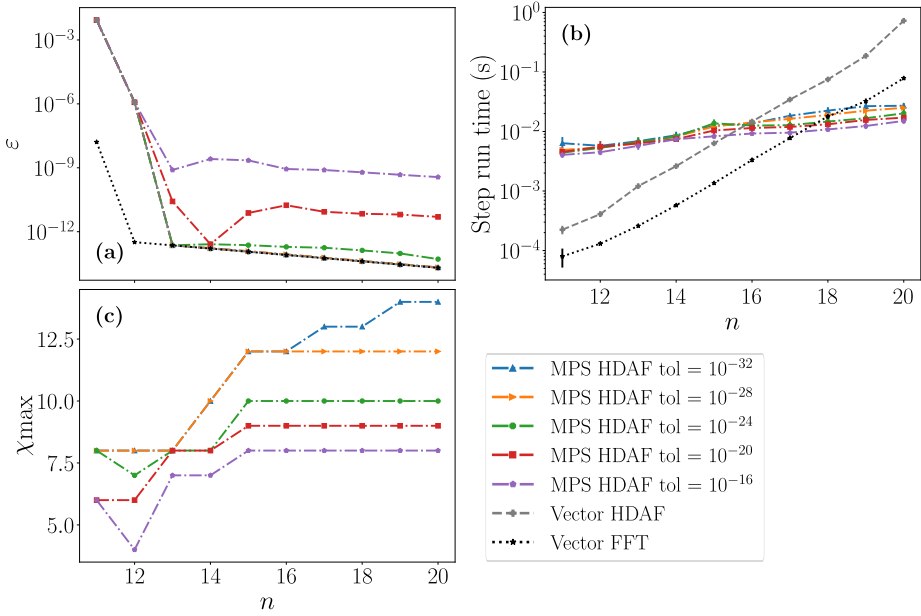 10⁻³
10⁻⁶
10⁻⁹
10⁻¹²
ε
(a)
10⁰
10⁻¹
10⁻²
10⁻³
10⁻⁴
Step run time (s)
(b)
12
14
16
18
20
n
12.5
10.0
7.5
5.0
χmax
(c)
12
14
16
18
20
n
MPS HDAF tol = 10⁻³²
MPS HDAF tol = 10⁻²⁸
MPS HDAF tol = 10⁻²⁴
MPS HDAF tol = 10⁻²⁰
MPS HDAF tol = 10⁻¹⁶
Vector HDAF
Vector FFT